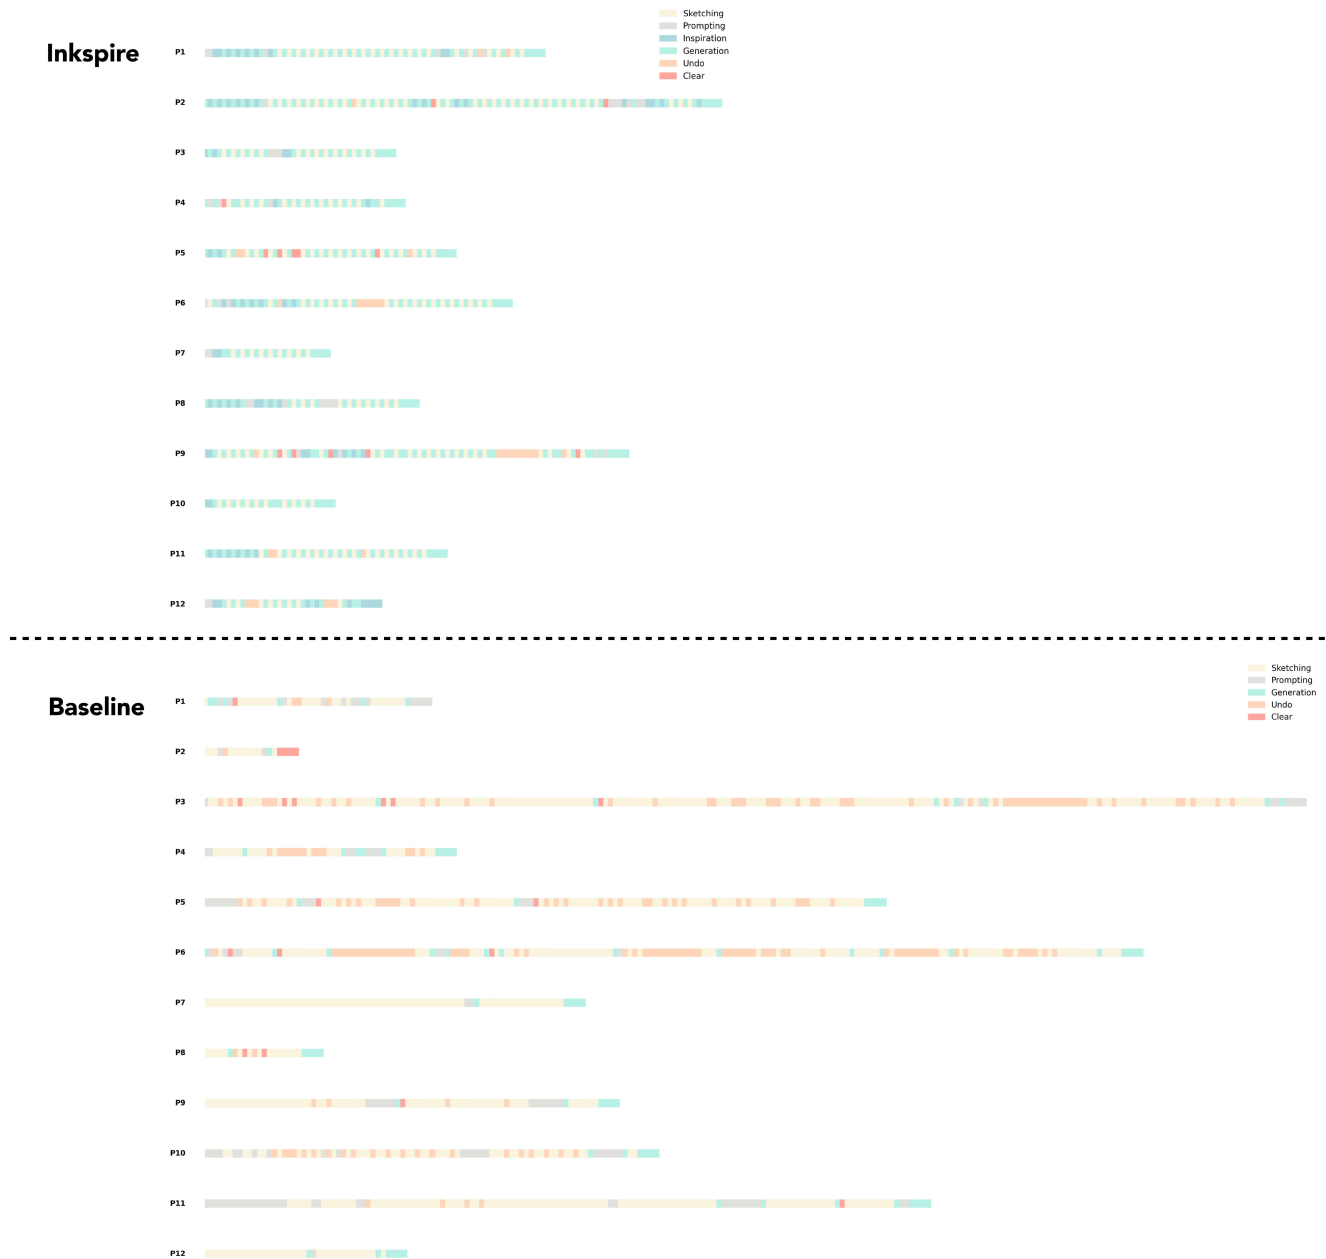 Sketching
Prompting
Inspiration
Generation
Undo
Clear
Inkspire
P1
P2
P3
P4
P5
P6
P7
P8
P9
P10
P11
P12
Sketching
Prompting
Generation
Undo
Clear
Baseline
P1
P2
P3
P4
P5
P6
P7
P8
P9
P10
P11
P12